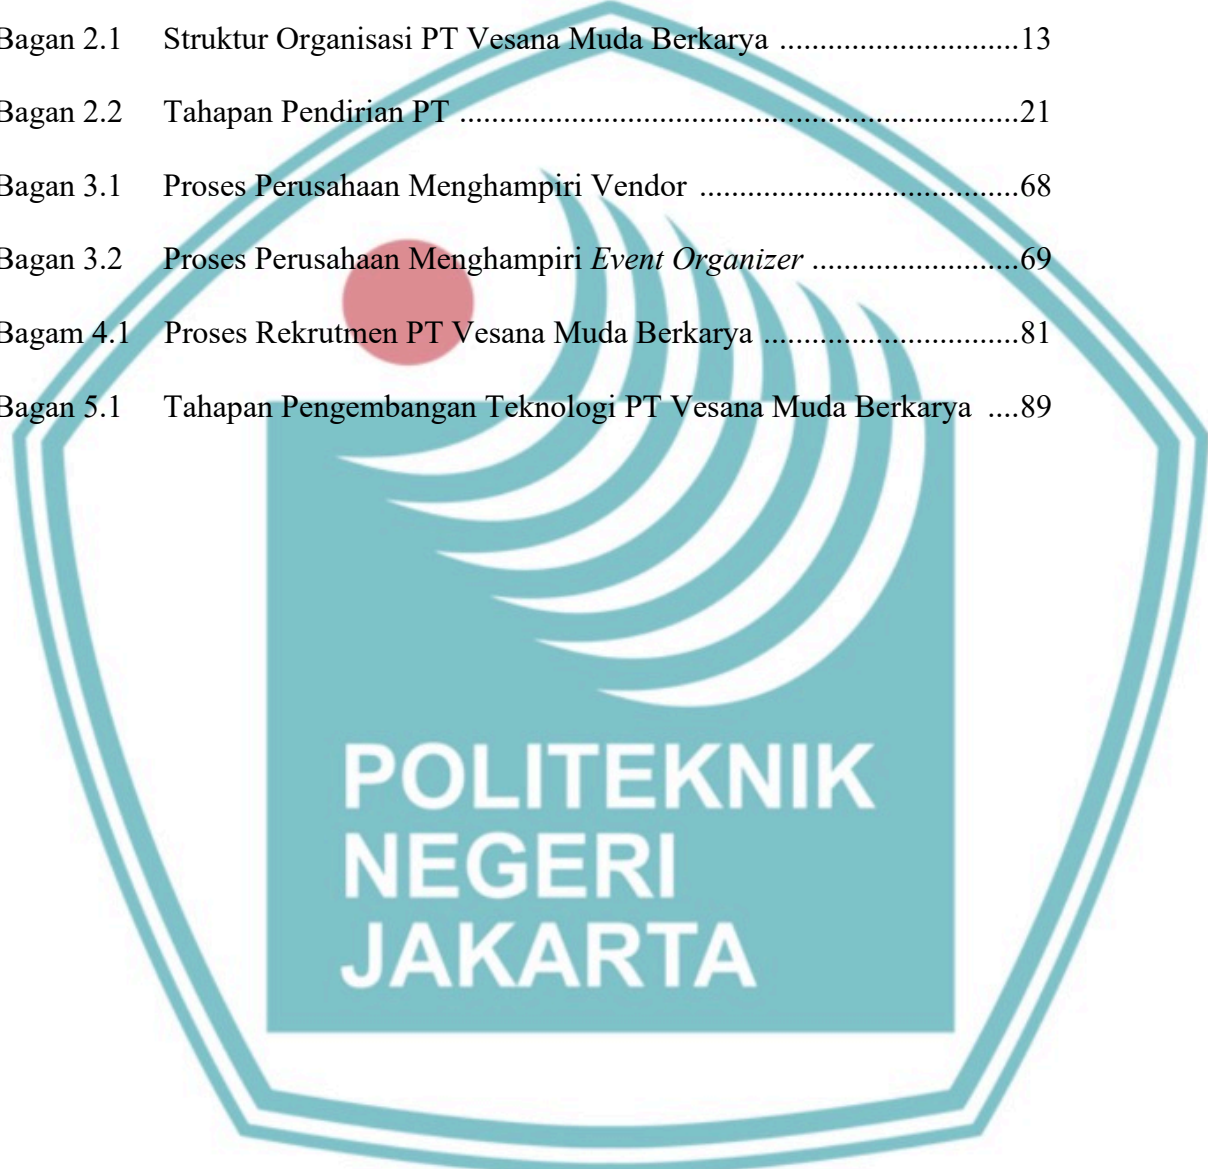 Bagan 2.1 Struktur Organisasi PT Vesana Muda Berkarya ..............................13
Bagan 2.2 Tahapan Pendirian PT ......................................................................21
Bagan 3.1 Proses Perusahaan Menghampiri Vendor ........................................68
Bagan 3.2 Proses Perusahaan Menghampiri Event Organizer ..........................69
Bagam 4.1 Proses Rekrutmen PT Vesana Muda Berkarya ................................81
Bagan 5.1 Tahapan Pengembangan Teknologi PT Vesana Muda Berkarya ....89
POLITEKNIK
NEGERI
JAKARTA